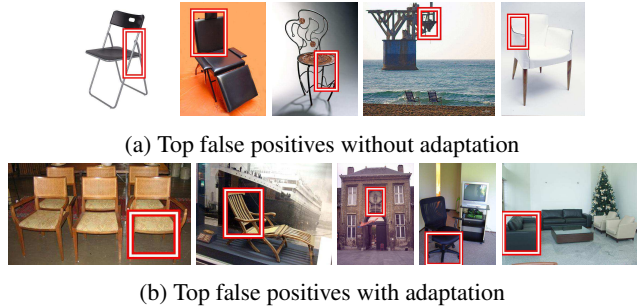 (a) Top false positives without adaptation
(b) Top false positives with adaptation